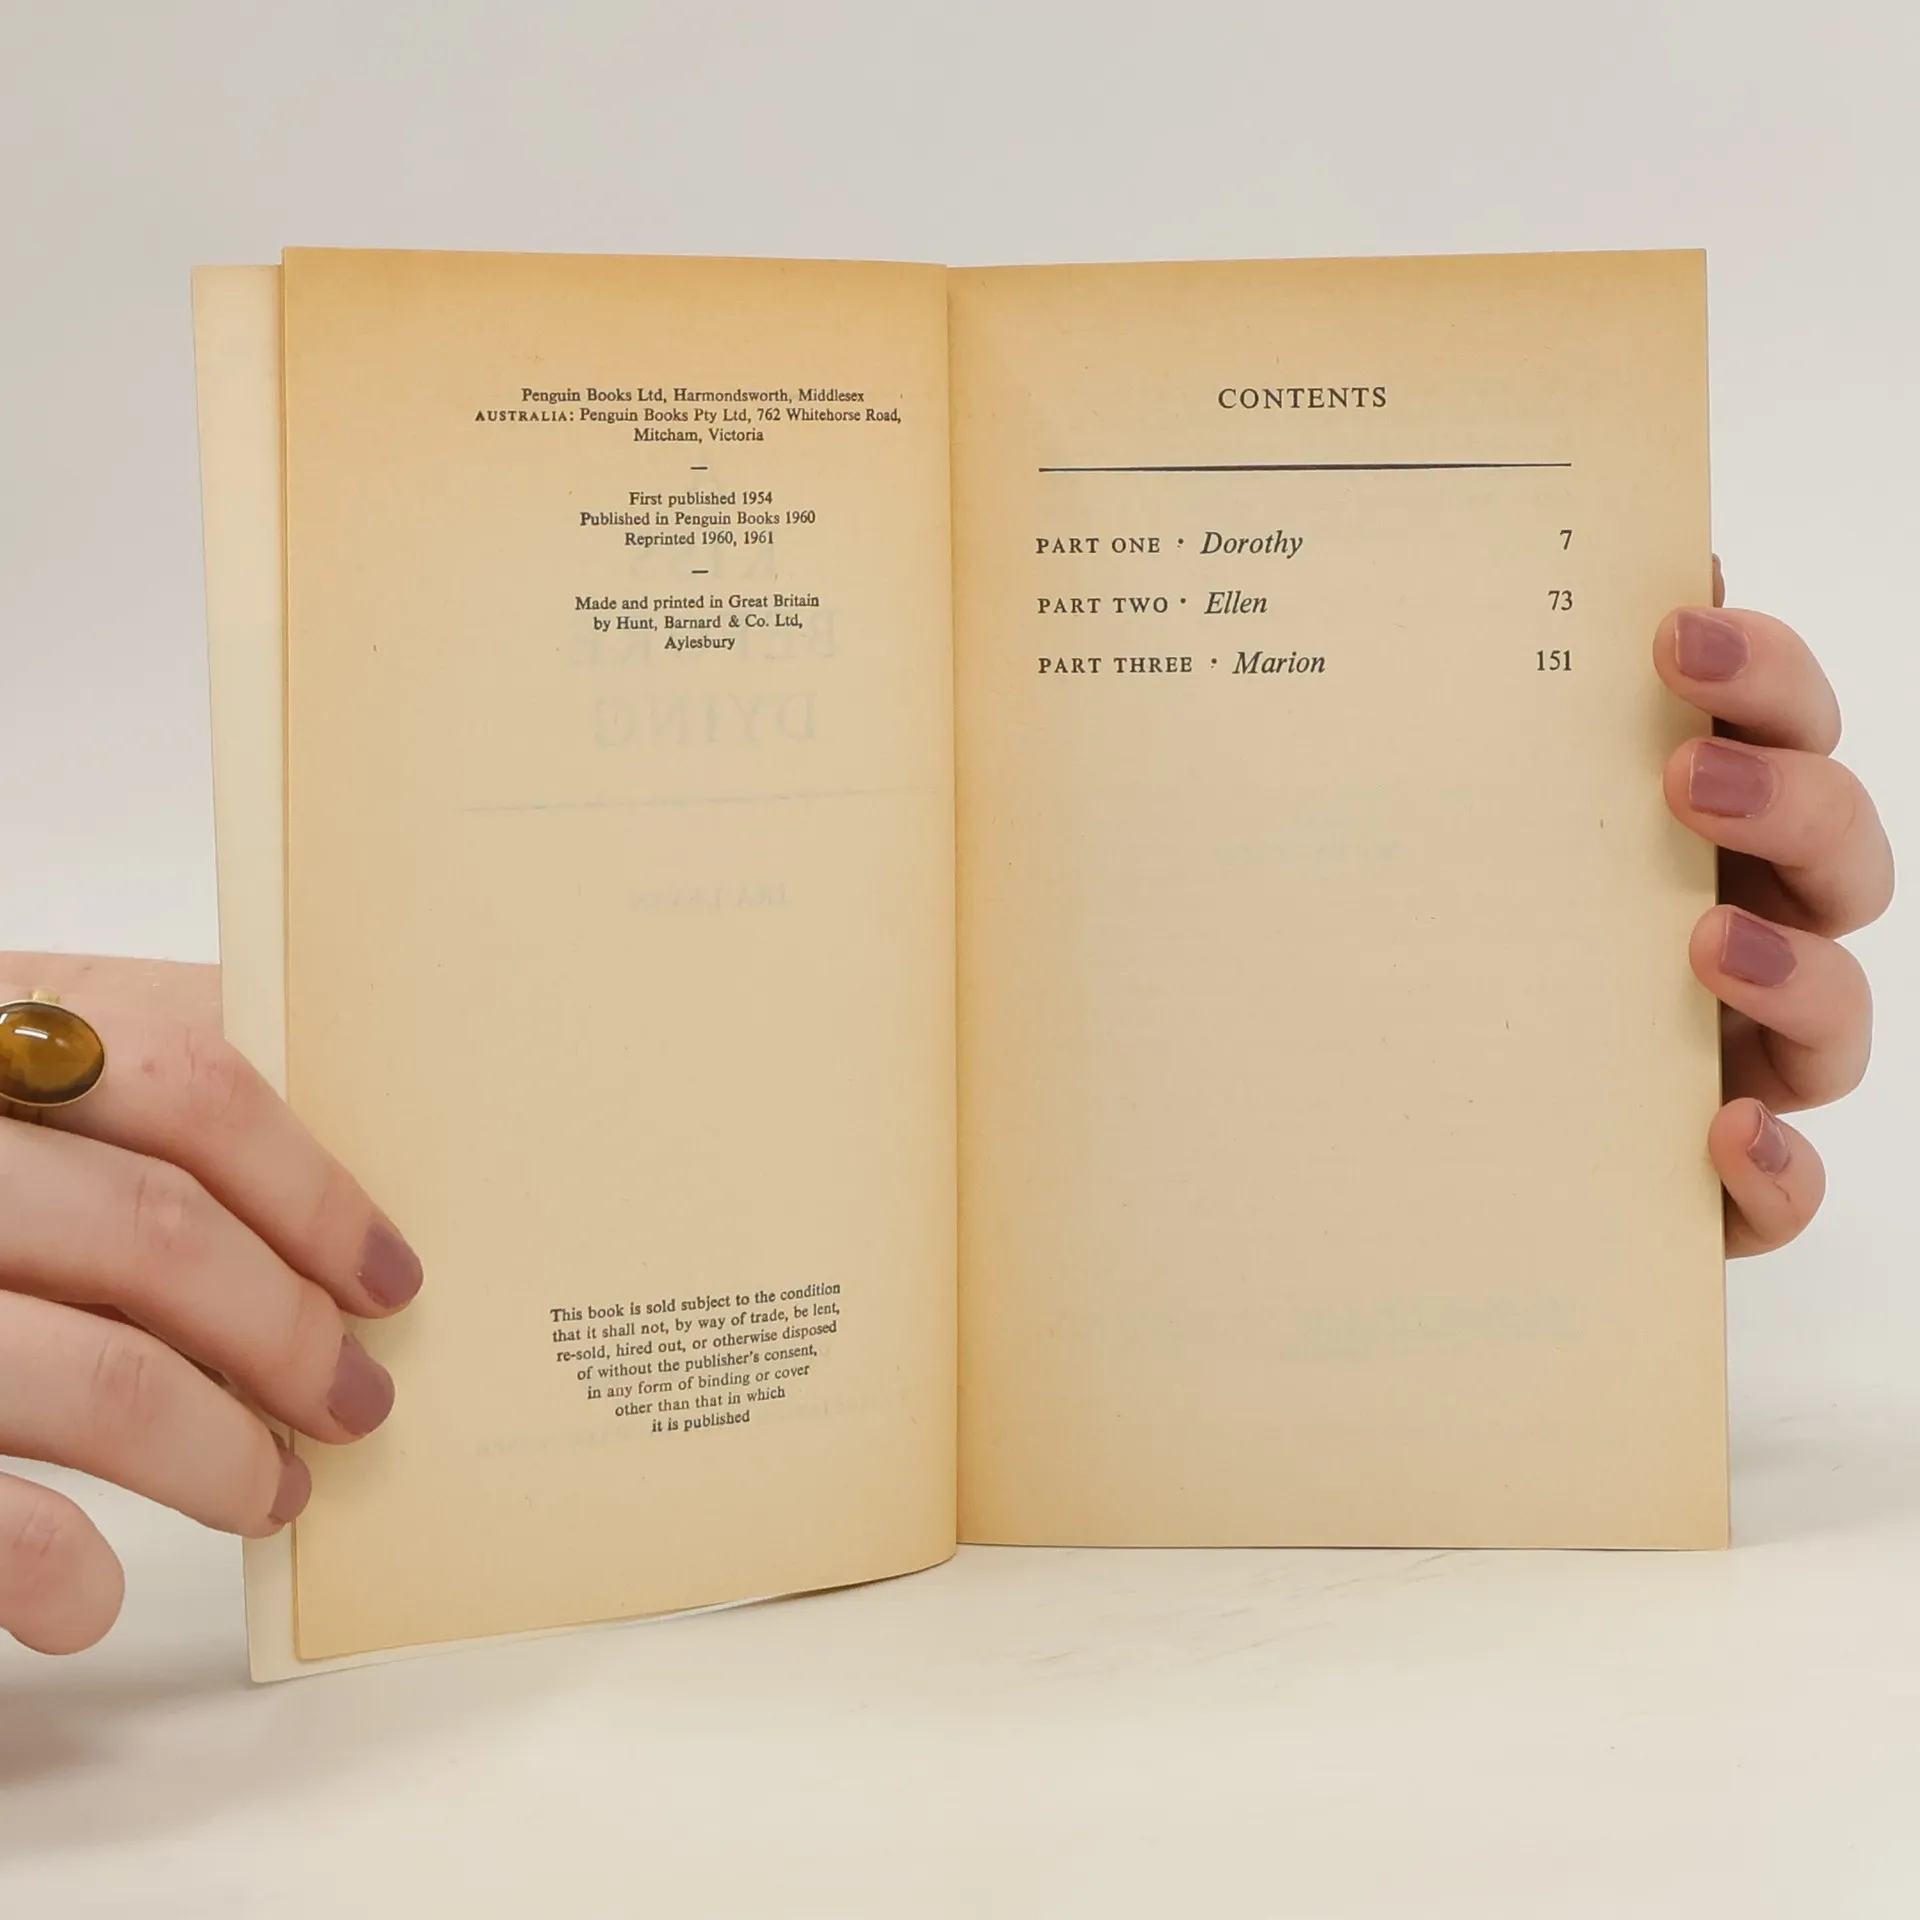 Penguin Books Ltd, Harmondsworth, Middlesex
AUSTRALIA: Penguin Books Pty Ltd, 762 Whitehorse Road,
Mitcham, Victoria
—
First published 1954
Published in Penguin Books 1960
Reprinted 1960, 1961
—
Made and printed in Great Britain
by Hunt, Barnard & Co. Ltd,
Aylesbury
This book is sold subject to the condition
that it shall not, by way of trade, be lent,
re-sold, hired out, or otherwise disposed
of without the publisher's consent,
in any form of binding or cover
other than that in which
it is published
CONTENTS
PART ONE · Dorothy 7
PART TWO · Ellen 73
PART THREE · Marion 151